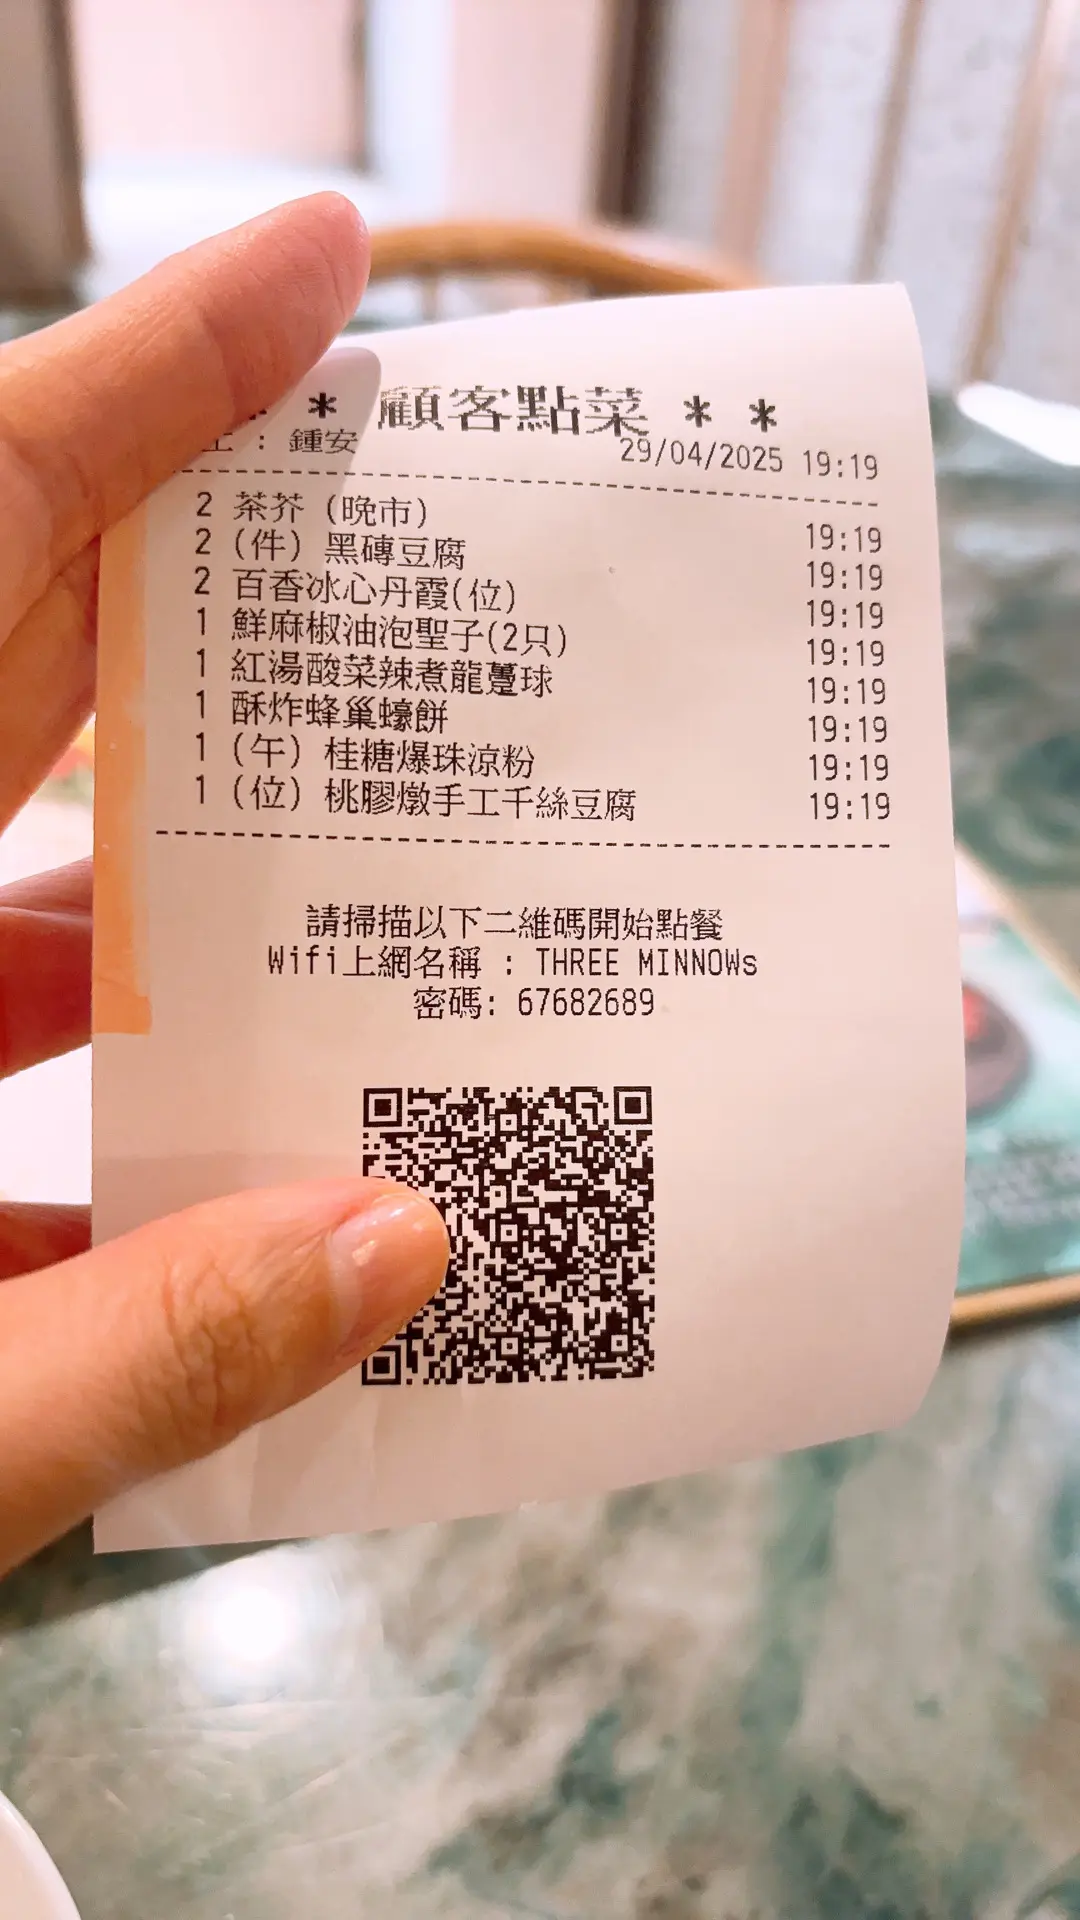 * 顧客點菜 * *
: 鍾安 29/04/2025 19:19
2 茶芥 (晚市) 19:19
2 (件) 黑磚豆腐 19:19
2 百香冰心丹霞(位) 19:19
1 鮮麻椒油泡聖子(2只) 19:19
1 紅湯酸菜辣煮龍躉球 19:19
1 酥炸蜂巢蠔餅 19:19
1 (午) 桂糖爆珠涼粉 19:19
1 (位) 桃膠燉手工千絲豆腐 19:19
請掃描以下二維碼開始點餐
Wifi上網名稱 : THREE MINNOWs
密碼: 67682689